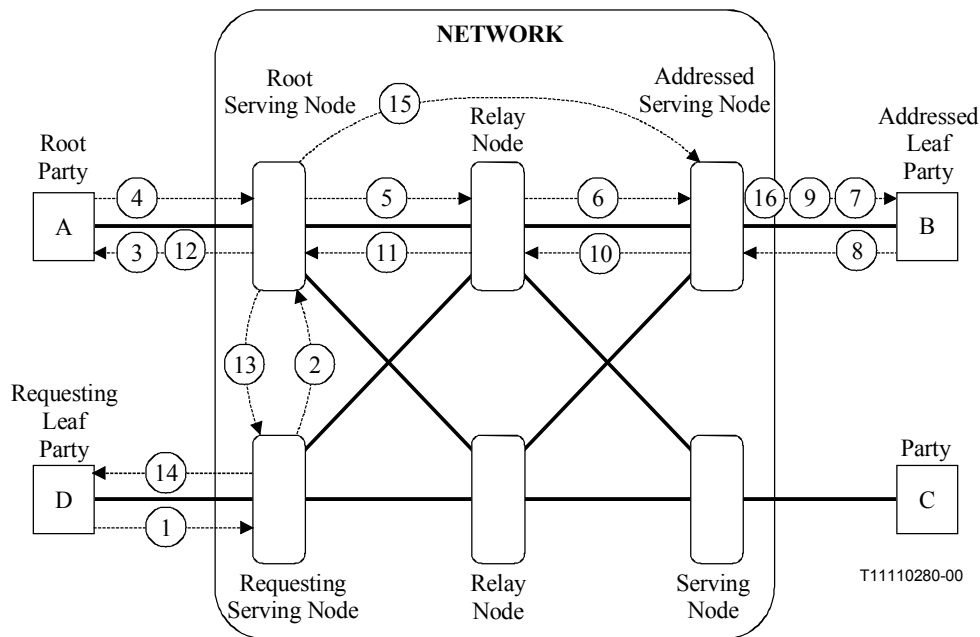 NETWORK
Root
Serving Node
Addressed
Serving Node
15
Relay
Node
Addressed
Leaf
Party
Root
Party
4
5
6
16 9 7
A
B
3 12
11
10
8
13
2
Requesting
Leaf
Party
Party
14
D
C
1
Requesting
Serving Node
Relay
Node
Serving
Node
T11110280-00